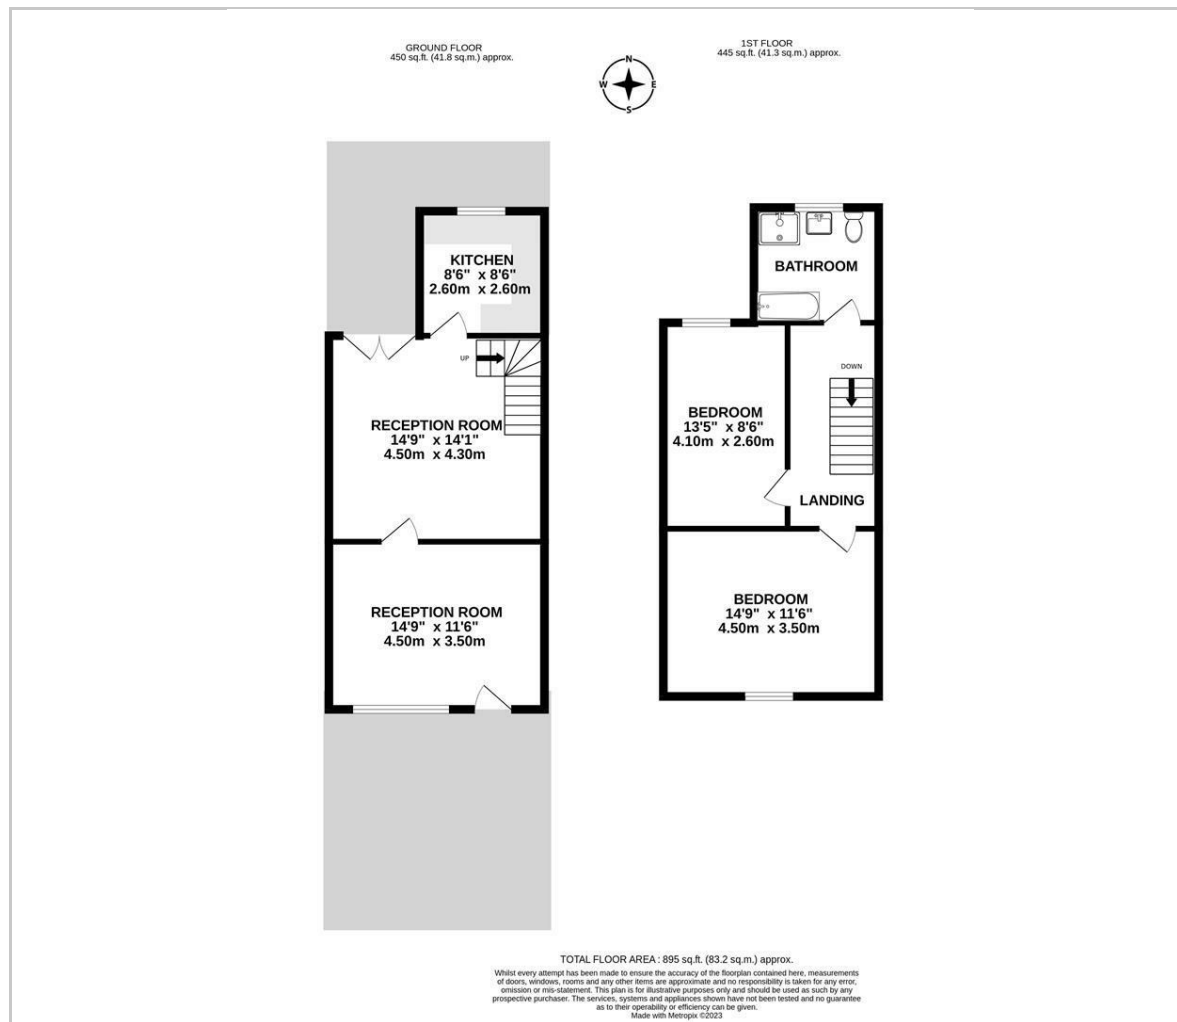 GROUND FLOOR
450 sq.ft. (41.8 sq.m.) approx.
1ST FLOOR
445 sq.ft. (41.3 sq.m.) approx.
N
W
E
S
KITCHEN
8'6" x 8'6"
2.60m x 2.60m
UP
RECEPTION ROOM
14'9" x 14'1"
4.50m x 4.30m
RECEPTION ROOM
14'9" x 11'6"
4.50m x 3.50m
BATHROOM
DOWN
BEDROOM
13'5" x 8'6"
4.10m x 2.60m
LANDING
BEDROOM
14'9" x 11'6"
4.50m x 3.50m
TOTAL FLOOR AREA : 895 sq.ft. (83.2 sq.m.) approx.
Whilst every attempt has been made to ensure the accuracy of the floorplan contained here, measurements
of doors, windows, rooms and any other items are approximate and no responsibility is taken for any error,
omission or mis-statement. This plan is for illustrative purposes only and should be used as such by any
prospective purchaser. The services, systems and appliances shown have not been tested and no guarantee
as to their operability or efficiency can be given.
Made with Metropix ©2023